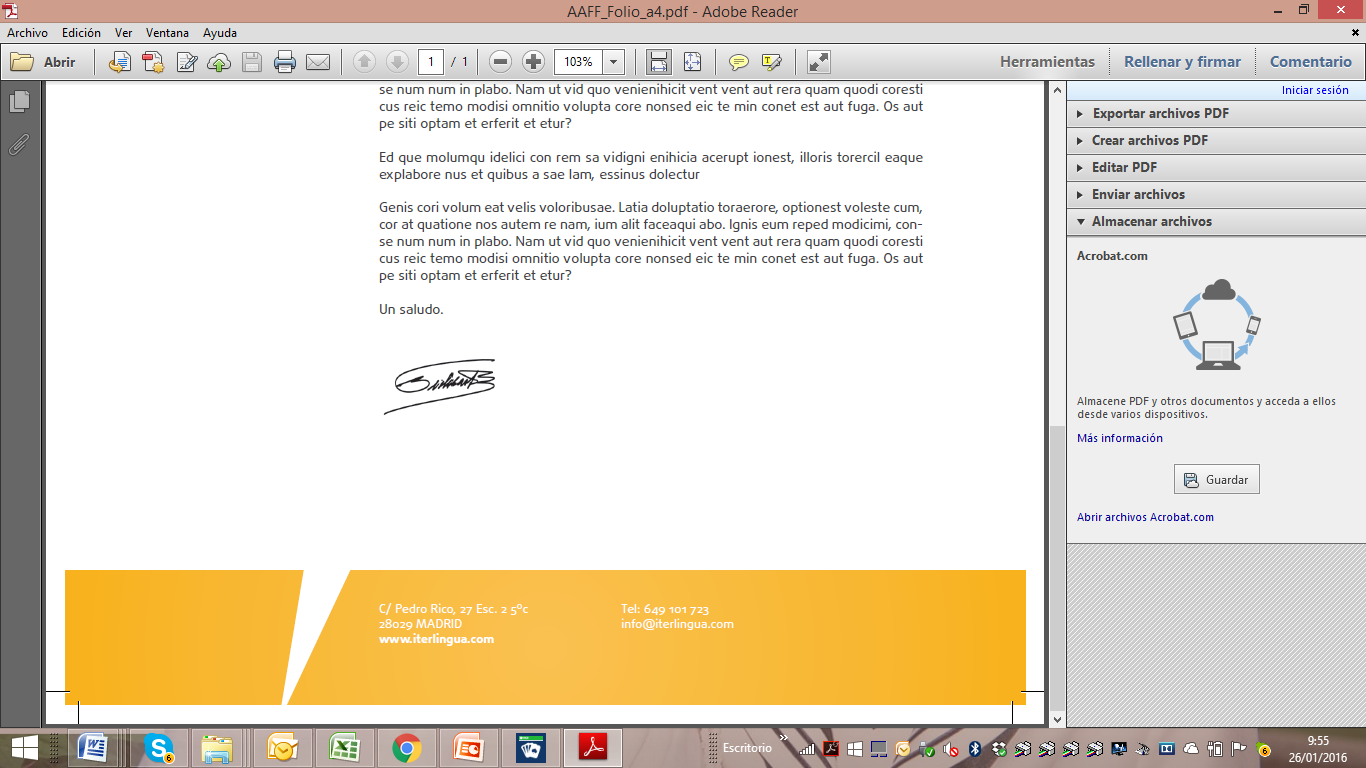 AAFF_Folio_a4.pdf - Adobe Reader
Archivo Edición Ver Ventana Ayuda
Abrir 1 / 1 103% Herramientas Rellenar y firmar Comentario
Iniciar sesión
Exportar archivos PDF
Crear archivos PDF
Editar PDF
Enviar archivos
Almacenar archivos
Acrobat.com
Almacene PDF y otros documentos y acceda a ellos
desde varios dispositivos.
Más información
Guardar
Abrir archivos Acrobat.com
se num num in plabo. Nam ut vid quo venienihicit vent vent aut rera quam quodi coresti
cus reic temo modisi omnitio volupta core nonsed eic te min conet est aut fuga. Os aut
pe siti optam et erferit et etur?
Ed que molumqu idelici con rem sa vidigni enihicia acerupt ionest, illoris torercil eaque
explabore nus et quibus a sae lam, essinus dolectur
Genis cori volum eat velis voloribusae. Latia doluptatio toraerore, optionest voleste cum,
cor at quatione nos autem re nam, ium alit faceaqui abo. Ignis eum reped modicimi, con-
se num num in plabo. Nam ut vid quo venienihicit vent vent aut rera quam quodi coresti
cus reic temo modisi omnitio volupta core nonsed eic te min conet est aut fuga. Os aut
pe siti optam et erferit et etur?
Un saludo.
C/ Pedro Rico, 27 Esc. 2 5ºc
28029 MADRID
www.iterlingua.com
Tel: 649 101 723
info@iterlingua.com
Escritorio
9:55
26/01/2016